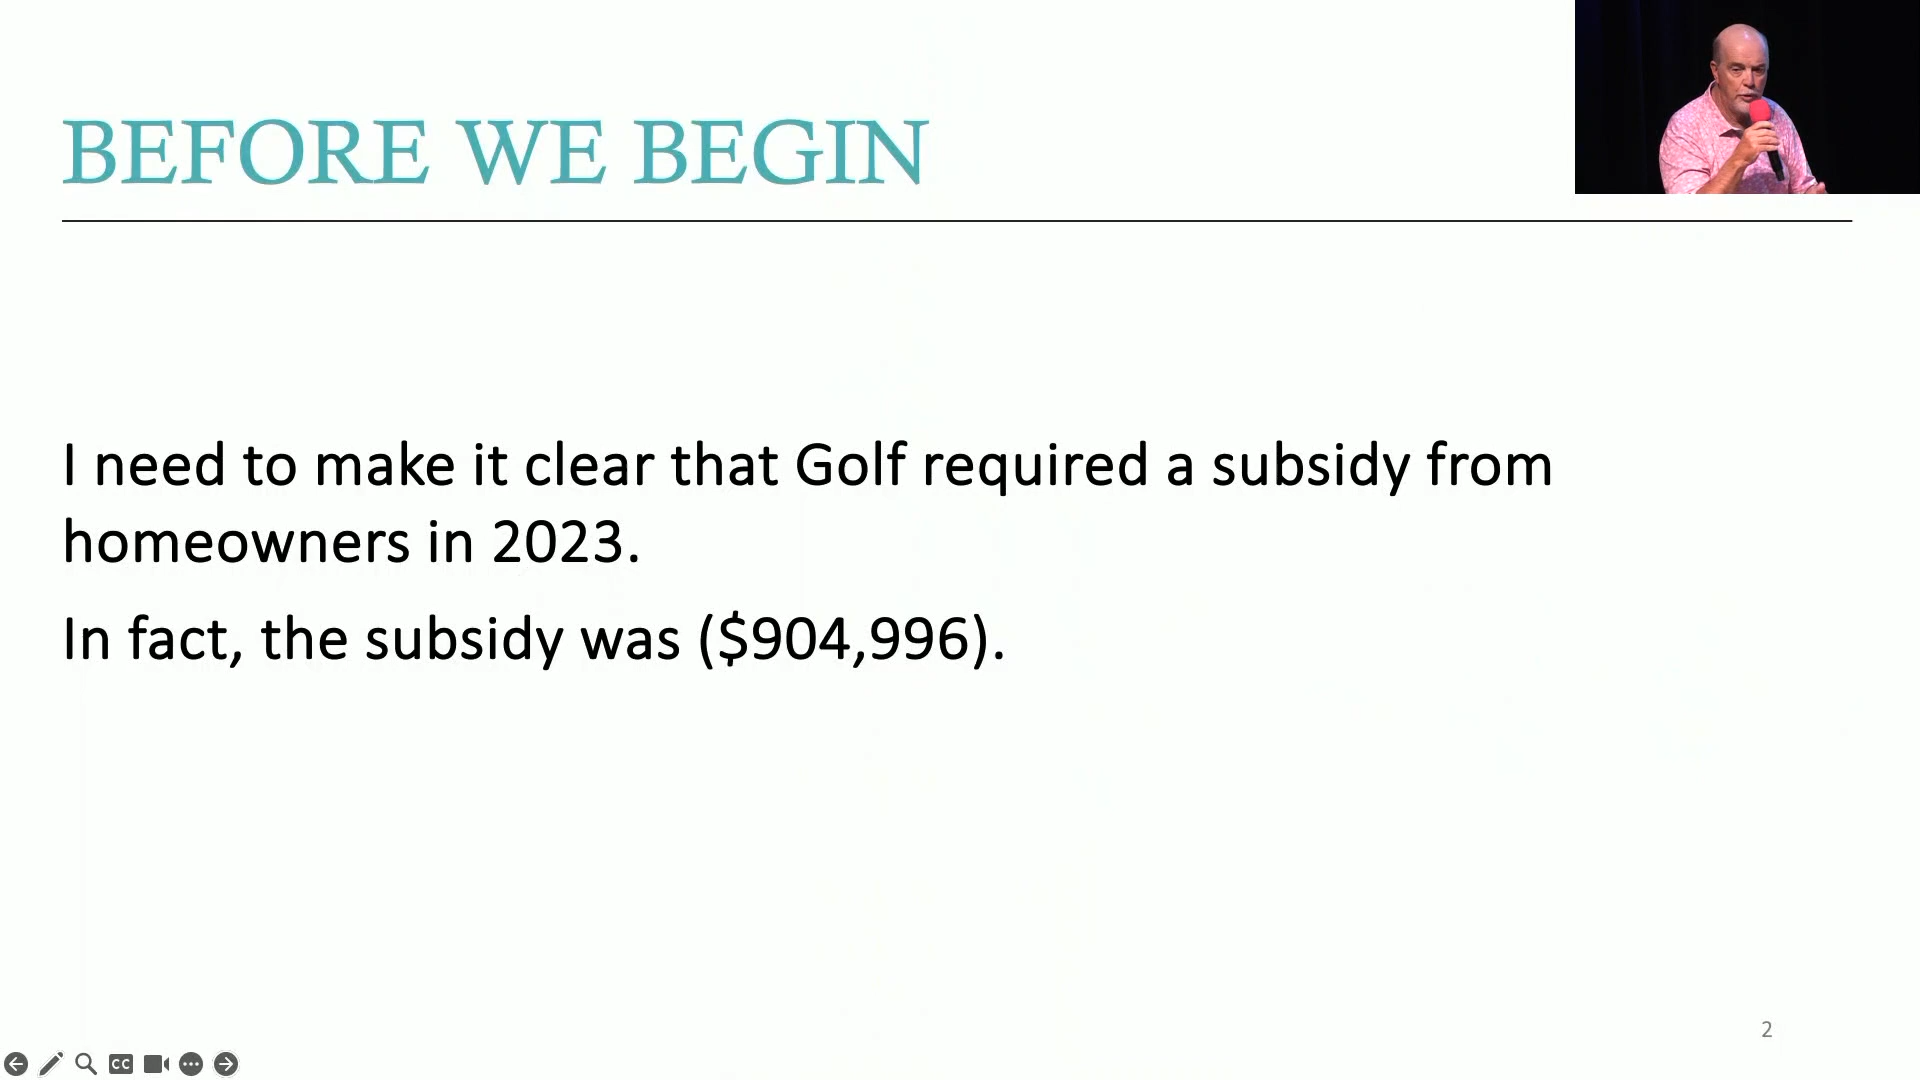 BEFORE WE BEGIN
I need to make it clear that Golf required a subsidy from
homeowners in 2023.
In fact, the subsidy was ($904,996).
2
CC